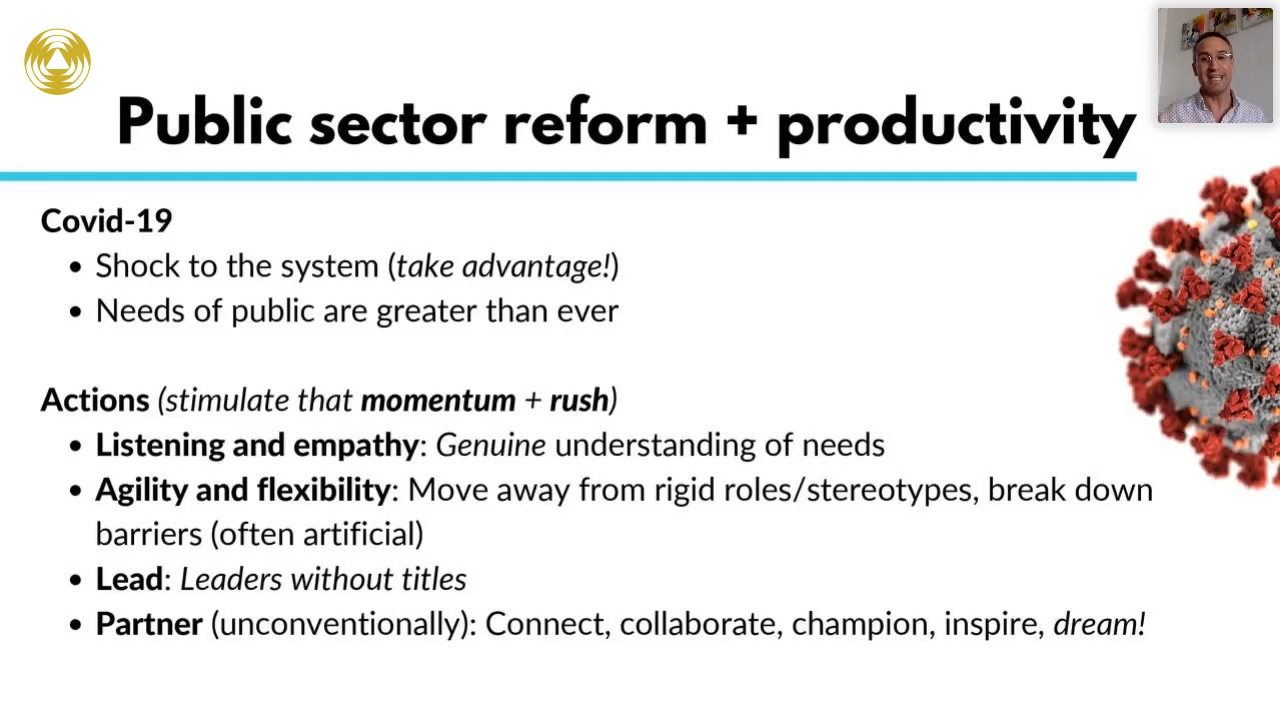 Public sector reform + productivity
Covid-19
• Shock to the system (take advantage!)
• Needs of public are greater than ever
Actions (stimulate that momentum + rush)
• Listening and empathy: Genuine understanding of needs
• Agility and flexibility: Move away from rigid roles/stereotypes, break down
barriers (often artificial)
• Lead: Leaders without titles
• Partner (unconventionally): Connect, collaborate, champion, inspire, dream!